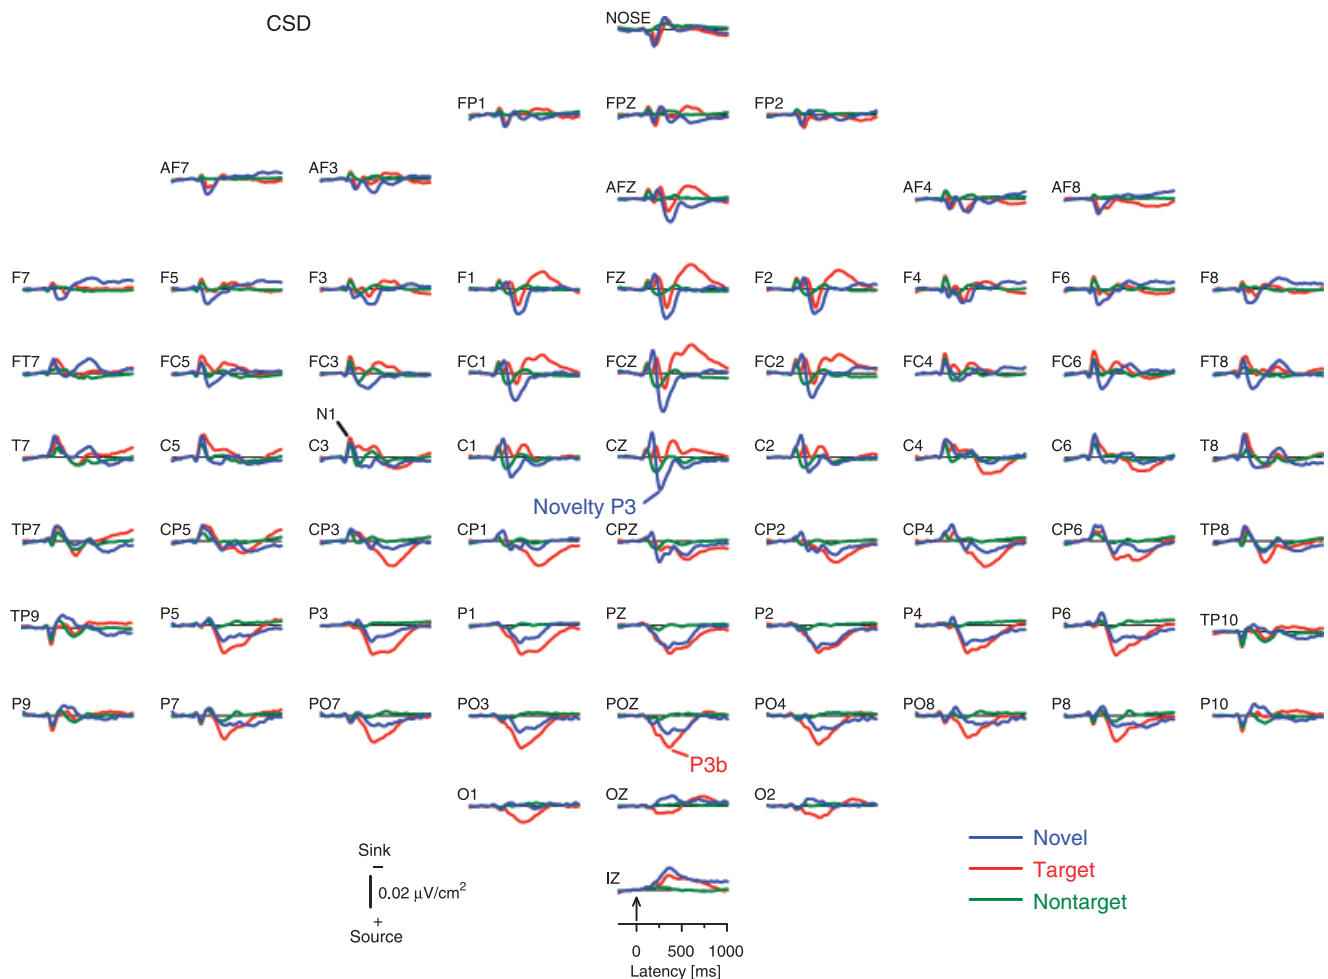 CSD
NOSE
FP1 FPZ FP2
AF7 AF3 AFZ AF4 AF8
F7 F5 F3 F1 FZ F2 F4 F6 F8
FT7 FC5 FC3 FC1 FCZ FC2 FC4 FC6 FT8
N1
T7 C5 C3 C1 CZ C2 C4 C6 T8
Novelty P3
TP7 CP5 CP3 CP1 CPZ CP2 CP4 CP6 TP8
TP9 P5 P3 P1 PZ P2 P4 P6 TP10
P9 P7 PO7 PO3 POZ PO4 PO8 P8 P10
P3b
O1 OZ O2
Novel
Target
Nontarget
Sink
–
0.02 µV/cm²
+
Source
IZ
0 500 1000
Latency [ms]